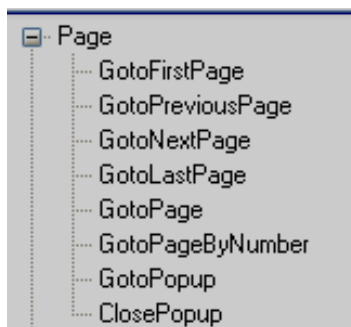 Page
GotoFirstPage
GotoPreviousPage
GotoNextPage
GotoLastPage
GotoPage
GotoPageByNumber
GotoPopup
ClosePopup